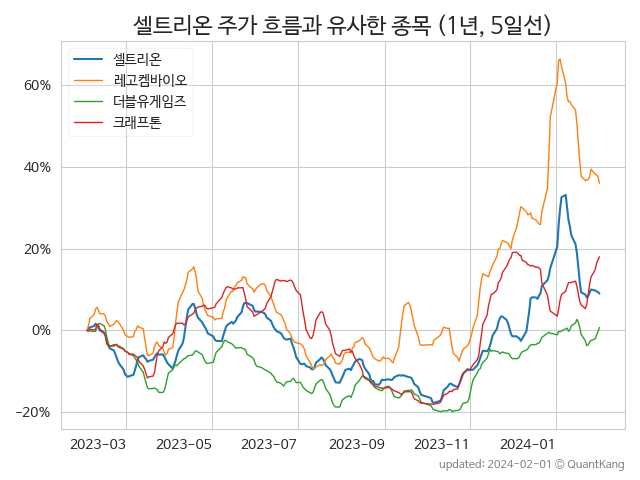 셀트리온 주가 흐름과 유사한 종목 (1년, 5일선)
셀트리온
레고켐바이오
더블유게임즈
크래프톤
60%
40%
20%
0%
−20%
2023−03 2023−05 2023−07 2023−09 2023−11 2024−01
updated: 2024-02-01 © QuantKang